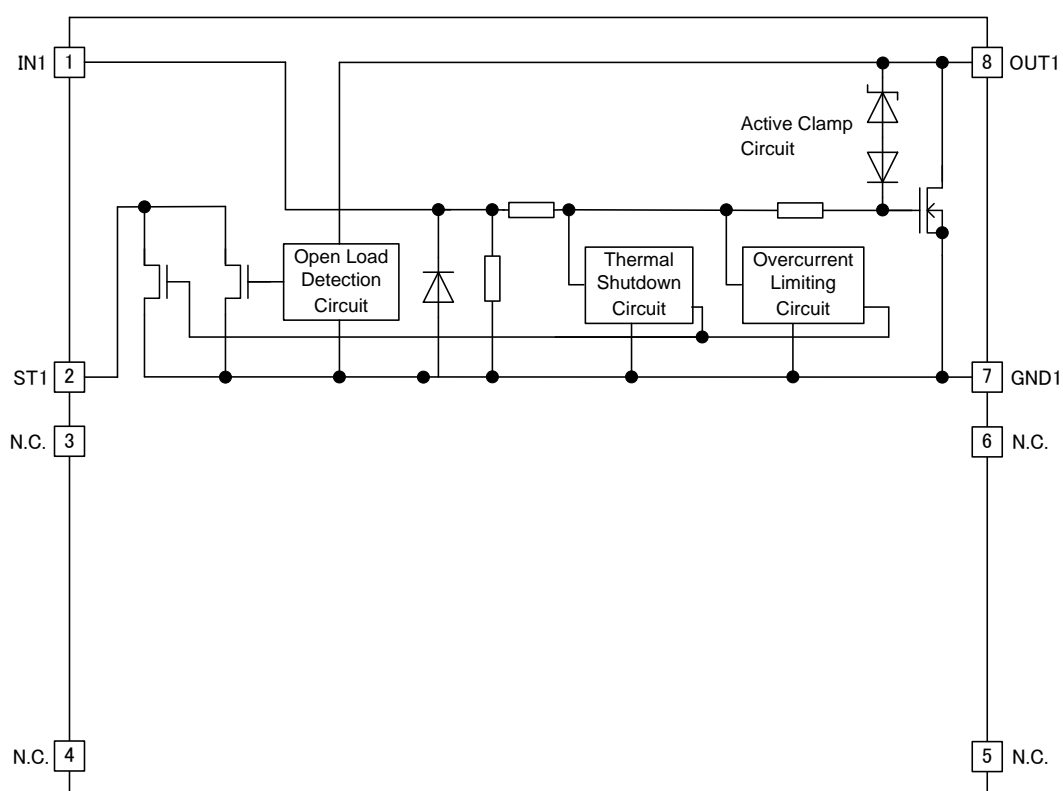 IN1 1
8 OUT1
Active Clamp
Circuit
Open Load
Detection
Circuit
Thermal
Shutdown
Circuit
Overcurrent
Limiting
Circuit
ST1 2
7 GND1
N.C. 3
6 N.C.
N.C. 4
5 N.C.